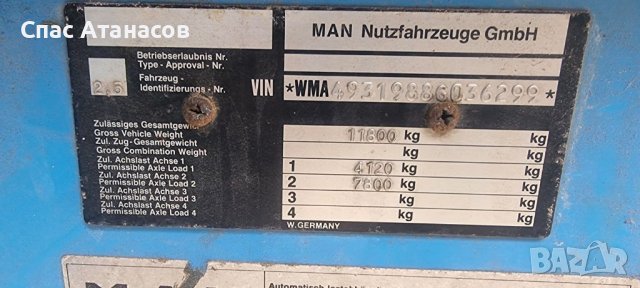 Спас Атанасов
MAN Nutzfahrzeuge GmbH
Betriebserlaubnis Nr.
Type - Approval - Nr.
2,6
Fahrzeug -
Identifizierungs - Nr.
VIN
*WMA4931988G036299*
Zulässiges Gesamtgewicht
Gross Vehicle Weight
11800 kg kg
Zul. Zug - Gesamtgewicht
Gross Combination Weight
kg kg
Zul. Achslast Achse 1
Permissible Axle Load 1
1 4120 kg kg
Zul. Achslast Achse 2
Permissible Axle Load 2
2 7800 kg kg
Zul. Achslast Achse 3
Permissible Axle Load 3
3 kg kg
Zul. Achslast Achse 4
Permissible Axle Load 4
4 kg kg
W. GERMANY
BAZAR